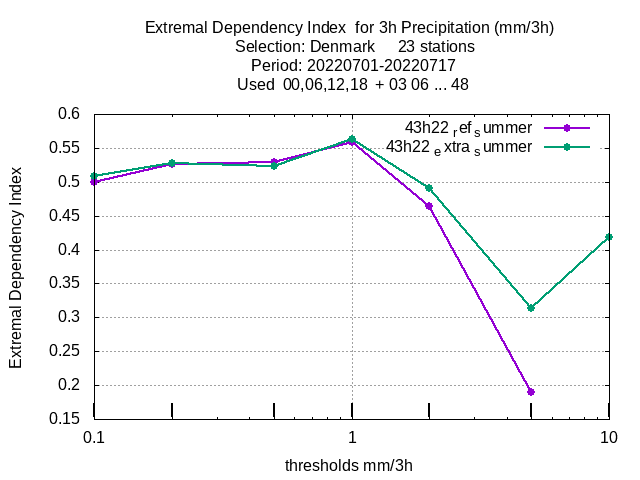 Extremal Dependency Index  for 3h Precipitation (mm/3h)
Selection: Denmark     23 stations
Period: 20220701-20220717
Used  00,06,12,18  + 03 06 ... 48
Extremal Dependency Index
0.6
0.55
0.5
0.45
0.4
0.35
0.3
0.25
0.2
0.15
43h22 ref summer
43h22 extra summer
0.1 1 10
thresholds mm/3h